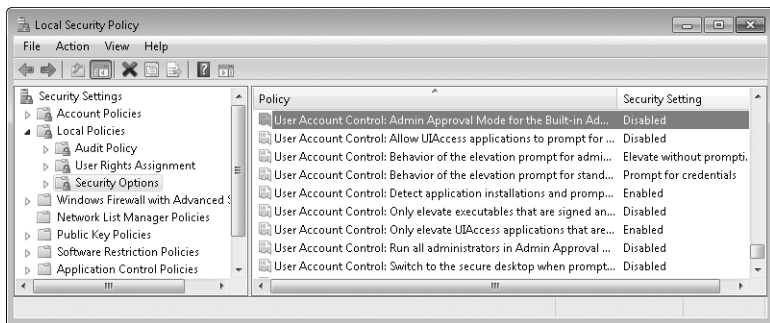 Local Security Policy
File Action View Help
Security Settings
Account Policies
Local Policies
Audit Policy
User Rights Assignment
Security Options
Windows Firewall with Advanced S
Network List Manager Policies
Public Key Policies
Software Restriction Policies
Application Control Policies
Policy Security Setting
User Account Control: Admin Approval Mode for the Built-in Ad... Disabled
User Account Control: Allow UIAccess applications to prompt for ... Disabled
User Account Control: Behavior of the elevation prompt for admi... Elevate without prompti.
User Account Control: Behavior of the elevation prompt for stand... Prompt for credentials
User Account Control: Detect application installations and promp... Enabled
User Account Control: Only elevate executables that are signed an... Disabled
User Account Control: Only elevate UIAccess applications that are... Enabled
User Account Control: Run all administrators in Admin Approval ... Disabled
User Account Control: Switch to the secure desktop when prompt... Disabled